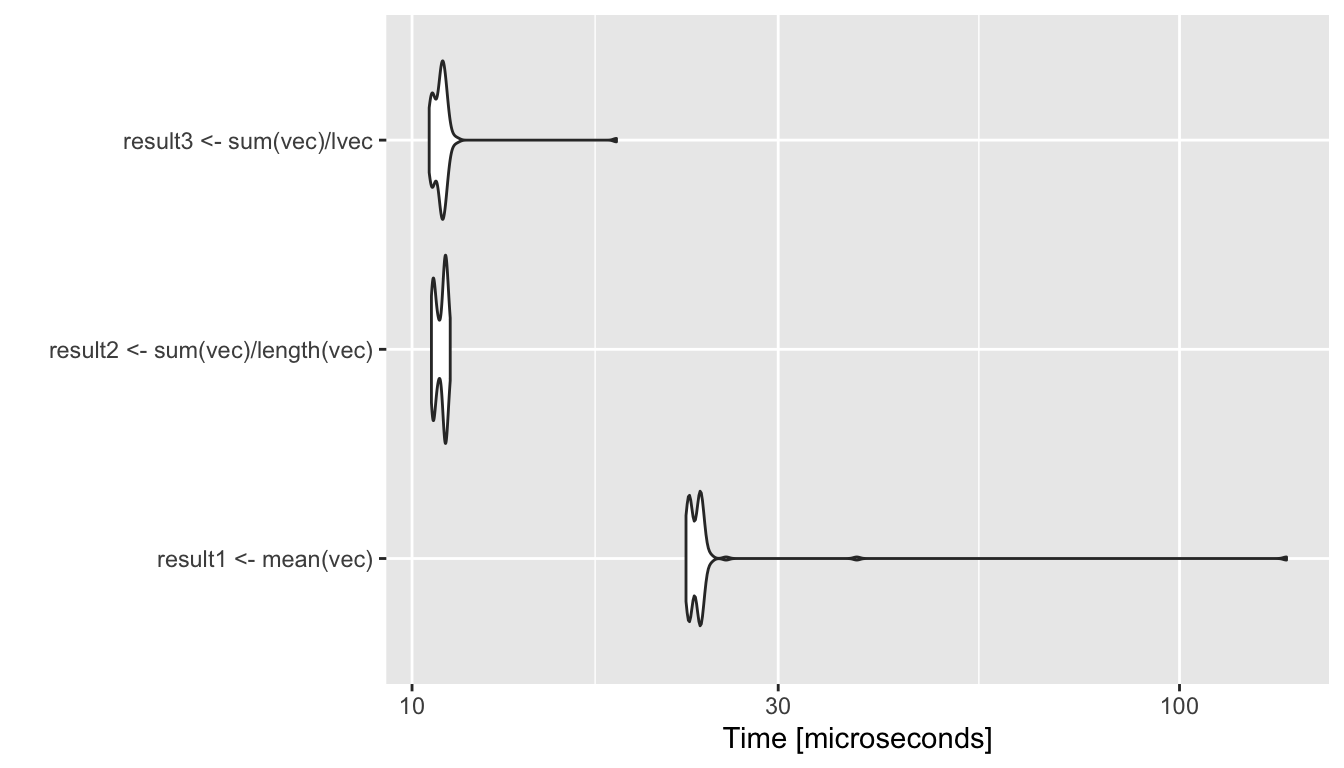 result3 <- sum(vec)/lvec
result2 <- sum(vec)/length(vec)
result1 <- mean(vec)
10 30 100
Time [microseconds]